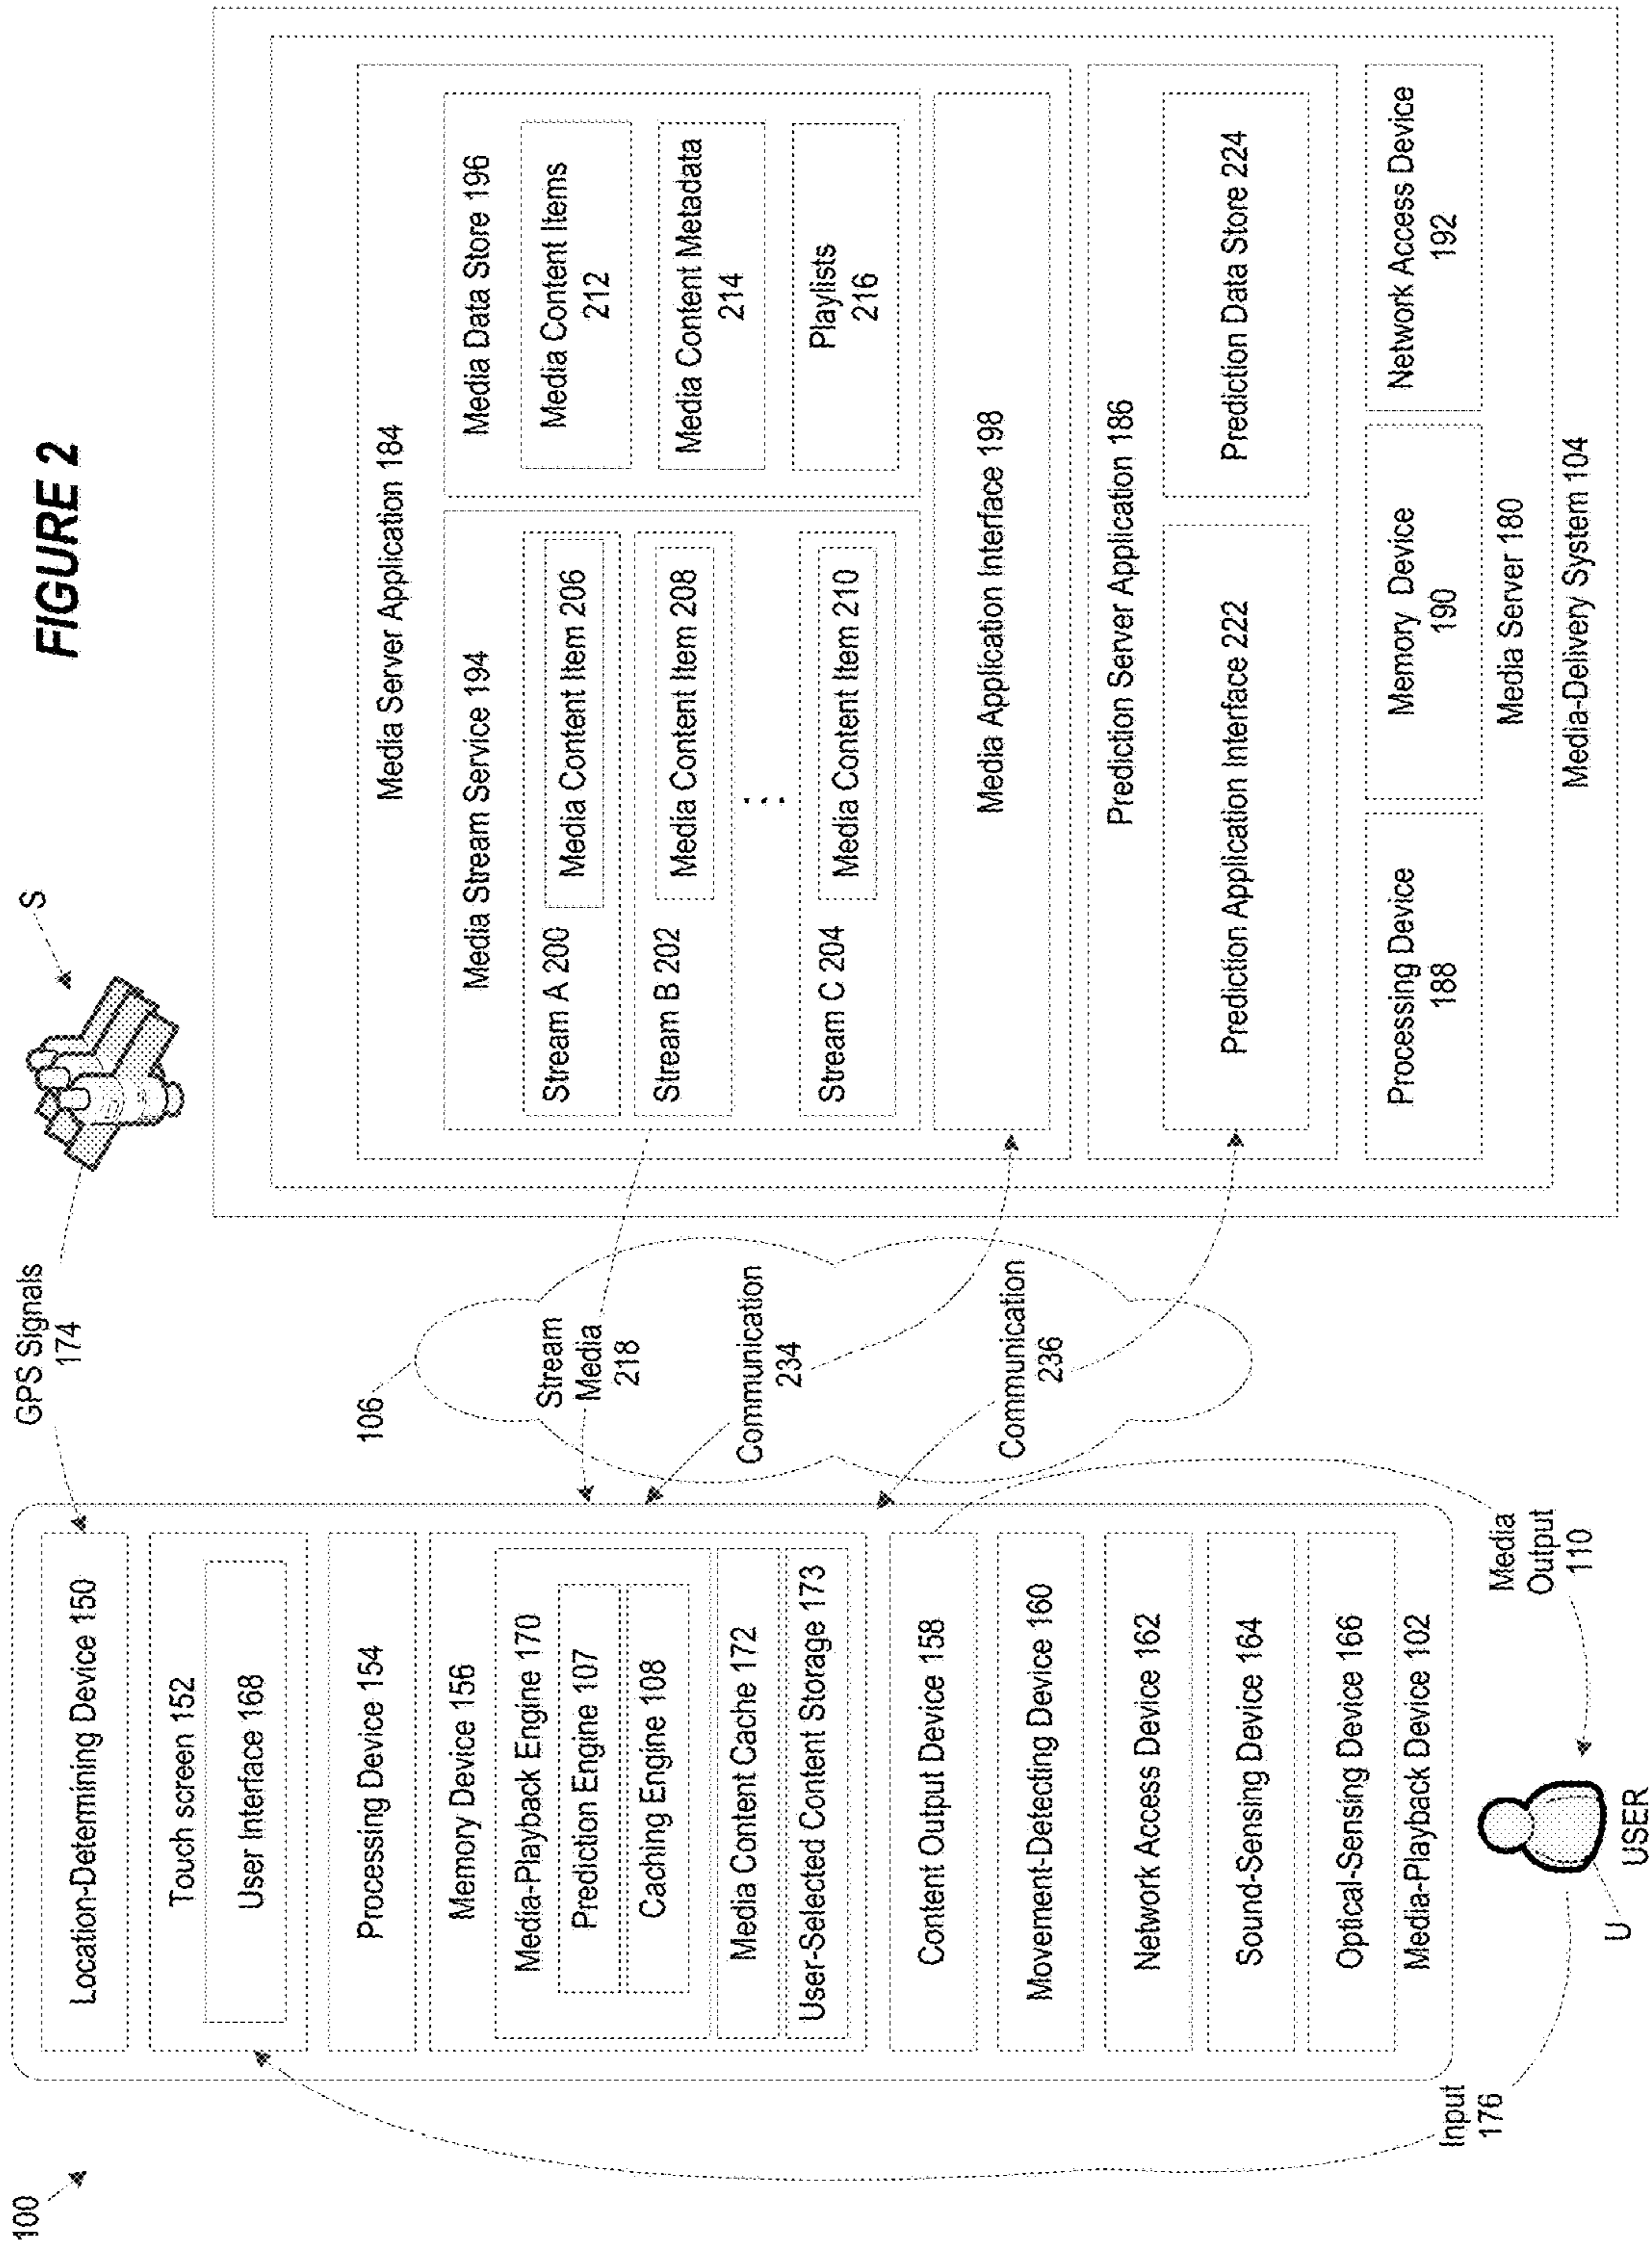 FIGURE 2
100
GPS Signals
174
S
Location-Determining Device 150
Touch screen 152
User Interface 168
Processing Device 154
Memory Device 156
Media-Playback Engine 170
Prediction Engine 107
Caching Engine 108
Media Content Cache 172
User-Selected Content Storage 173
Content Output Device 158
Movement-Detecting Device 160
Network Access Device 162
Sound-Sensing Device 164
Optical-Sensing Device 166
Media-Playback Device 102
Input
176
U
USER
Media
Output
110
106
Stream
Media
218
Communication
234
Communication
236
Media Server Application 184
Media Stream Service 194
Stream A 200
Media Content Item 206
Stream B 202
Media Content Item 208
...
Stream C 204
Media Content Item 210
Media Data Store 196
Media Content Items
212
Media Content Metadata
214
Playlists
216
Media Application Interface 198
Prediction Server Application 186
Prediction Application Interface 222
Prediction Data Store 224
Processing Device
188
Memory Device
190
Network Access Device
192
Media Server 180
Media-Delivery System 104